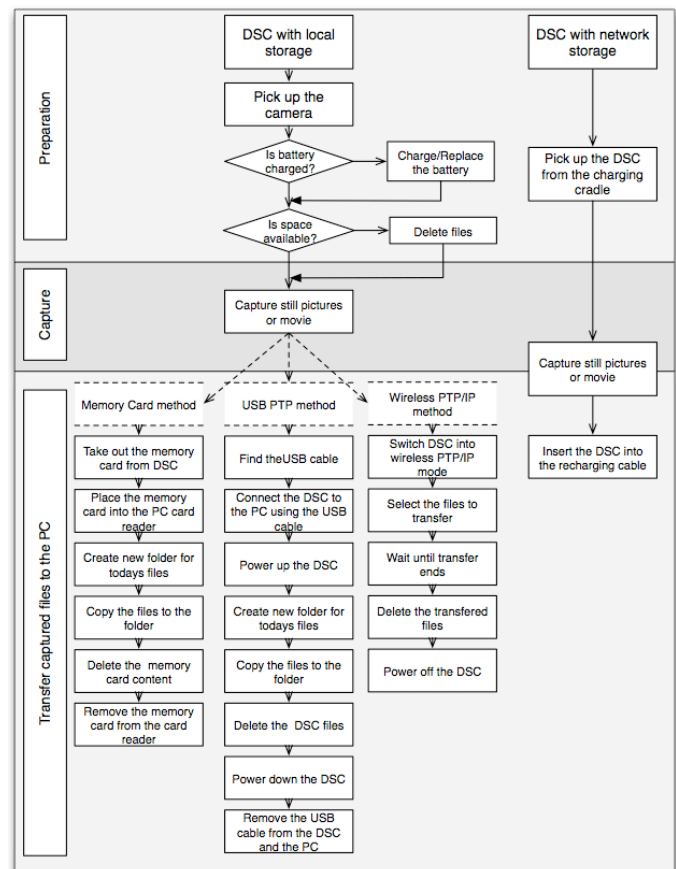 Preparation
DSC with local
storage
Pick up the
camera
Is battery
charged?
Charge/Replace
the battery
Is space
available?
Delete files
DSC with network
storage
Pick up the DSC
from the charging
cradle
Capture
Capture still pictures
or movie
Capture still pictures
or movie
Transfer captured files to the PC
Memory Card method
Take out the memory
card from DSC
Place the memory
card into the PC card
reader
Create new folder for
todays files
Copy the files to the
folder
Delete the memory
card content
Remove the memory
card from the card
reader
USB PTP method
Find theUSB cable
Connect the DSC to
the PC using the USB
cable
Power up the DSC
Create new folder for
todays files
Copy the files to the
folder
Delete the DSC files
Power down the DSC
Remove the USB
cable from the DSC
and the PC
Wireless PTP/IP
method
Switch DSC into
wireless PTP/IP
mode
Select the files to
transfer
Wait until transfer
ends
Delete the transfered
files
Power off the DSC
Insert the DSC into
the recharging cable